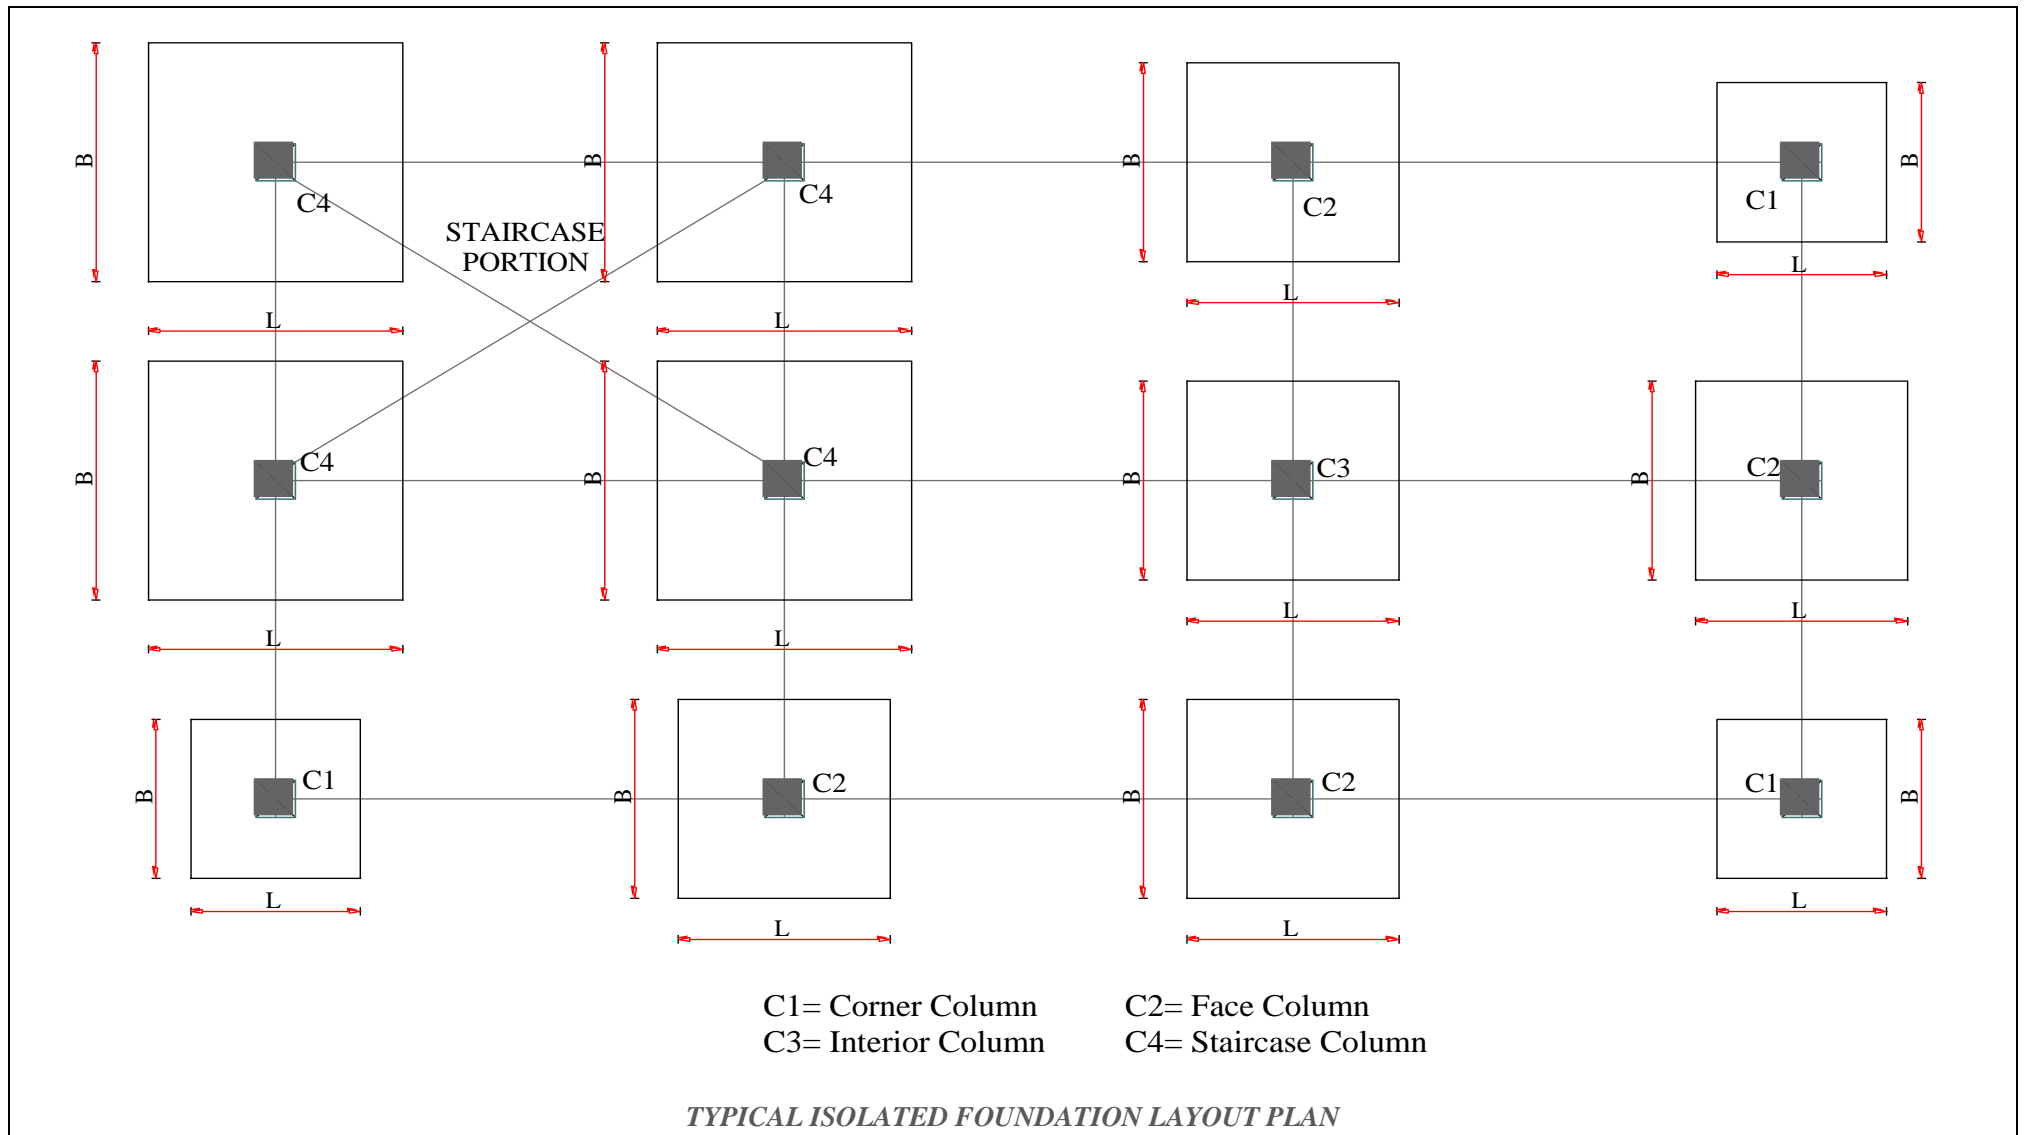 B
B
B
B
C4
C4
C2
C1
STAIRCASE
PORTION
L
L
L
L
B
B
B
B
C4
C4
C3
C2
L
L
L
L
B
B
B
B
C1
C2
C2
C1
L
L
L
L
C1= Corner Column C2= Face Column
C3= Interior Column C4= Staircase Column
TYPICAL ISOLATED FOUNDATION LAYOUT PLAN